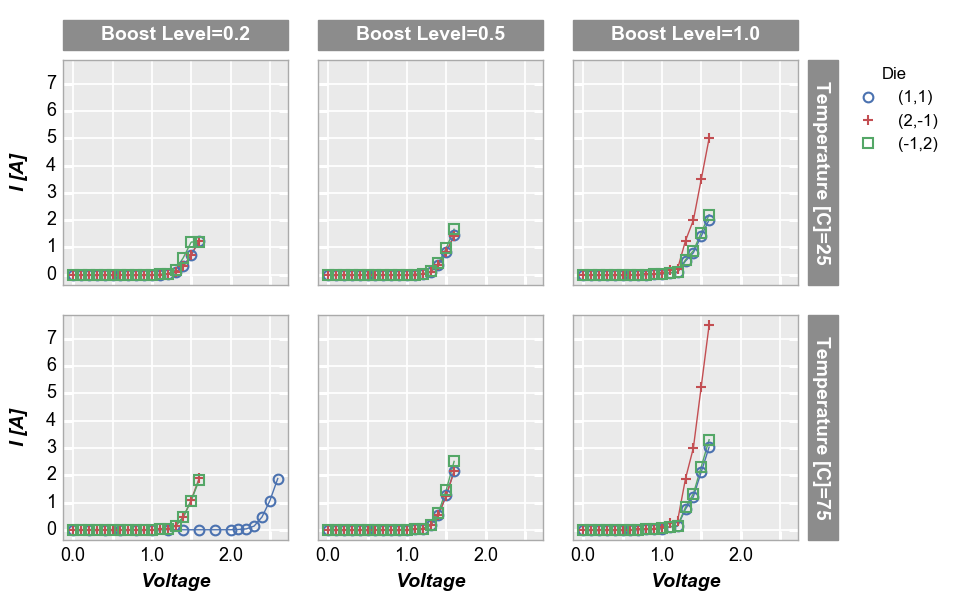 Boost Level=0.2 Boost Level=0.5 Boost Level=1.0
Die
(1,1)
(2,-1)
(-1,2)
I [A]
7
6
5
4
3
2
1
0
Temperature [C]=25
I [A]
7
6
5
4
3
2
1
0
Temperature [C]=75
0.0 1.0 2.0 0.0 1.0 2.0 0.0 1.0 2.0
Voltage Voltage Voltage